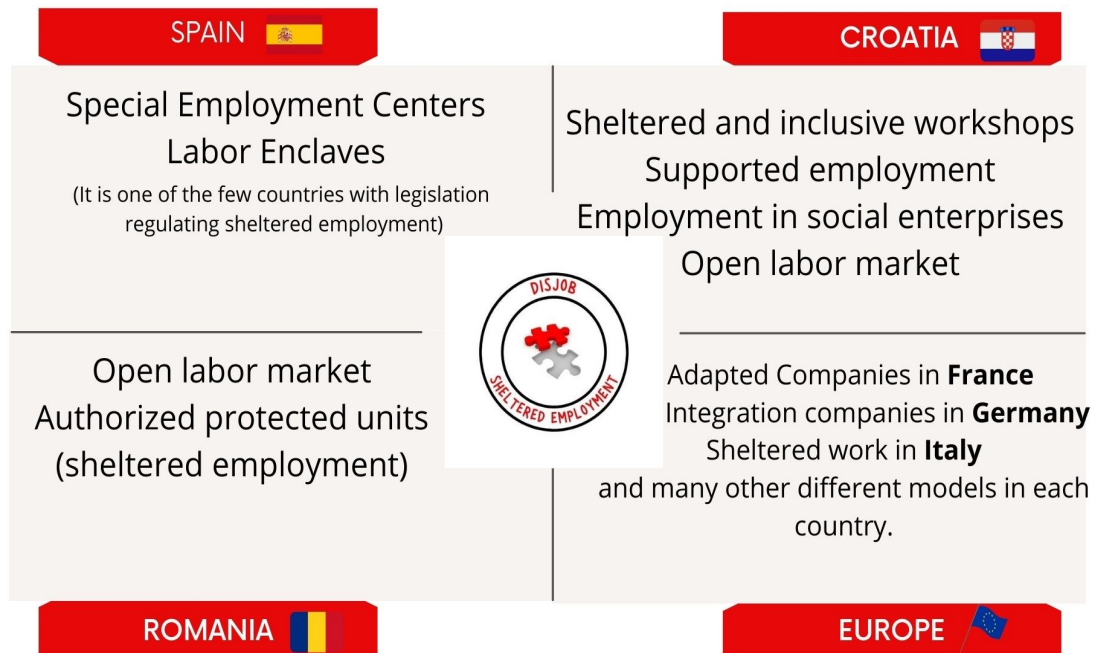 SPAIN
Special Employment Centers
Labor Enclaves
(It is one of the few countries with legislation
regulating sheltered employment)
CROATIA
Sheltered and inclusive workshops
Supported employment
Employment in social enterprises
Open labor market
DISJOB
SHELTERED EMPLOYMENT
Open labor market
Authorized protected units
(sheltered employment)
ROMANIA
Adapted Companies in France
Integration companies in Germany
Sheltered work in Italy
and many other different models in each
country.
EUROPE